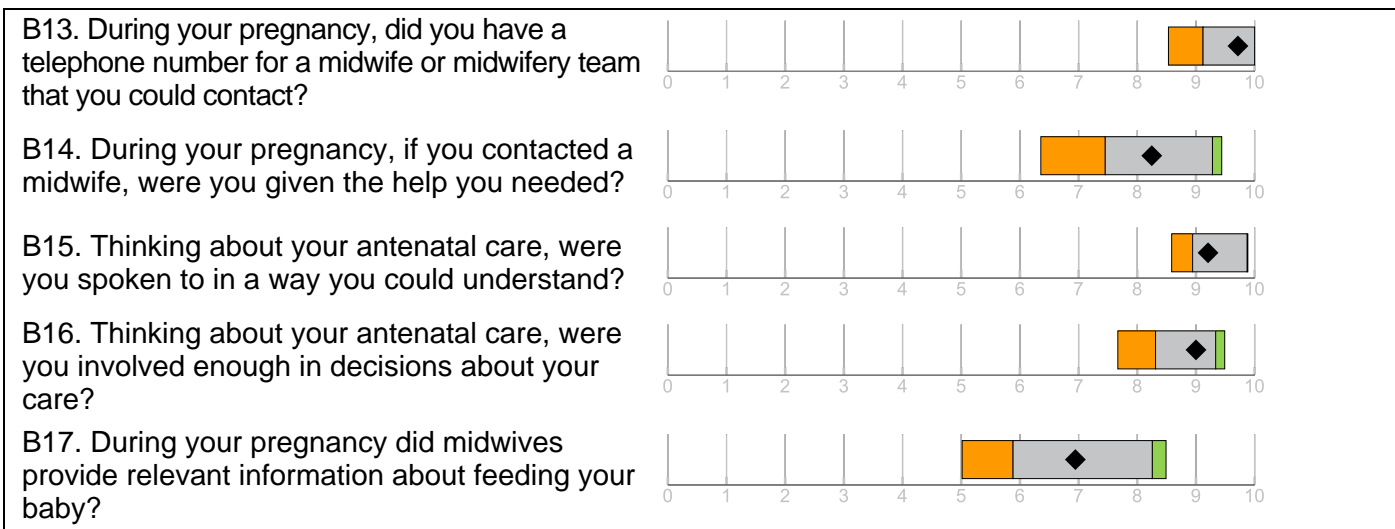 B13. During your pregnancy, did you have a
telephone number for a midwife or midwifery team
that you could contact?
0 1 2 3 4 5 6 7 8 9 10
B14. During your pregnancy, if you contacted a
midwife, were you given the help you needed?
0 1 2 3 4 5 6 7 8 9 10
B15. Thinking about your antenatal care, were
you spoken to in a way you could understand?
0 1 2 3 4 5 6 7 8 9 10
B16. Thinking about your antenatal care, were
you involved enough in decisions about your
care?
0 1 2 3 4 5 6 7 8 9 10
B17. During your pregnancy did midwives
provide relevant information about feeding your
baby?
0 1 2 3 4 5 6 7 8 9 10